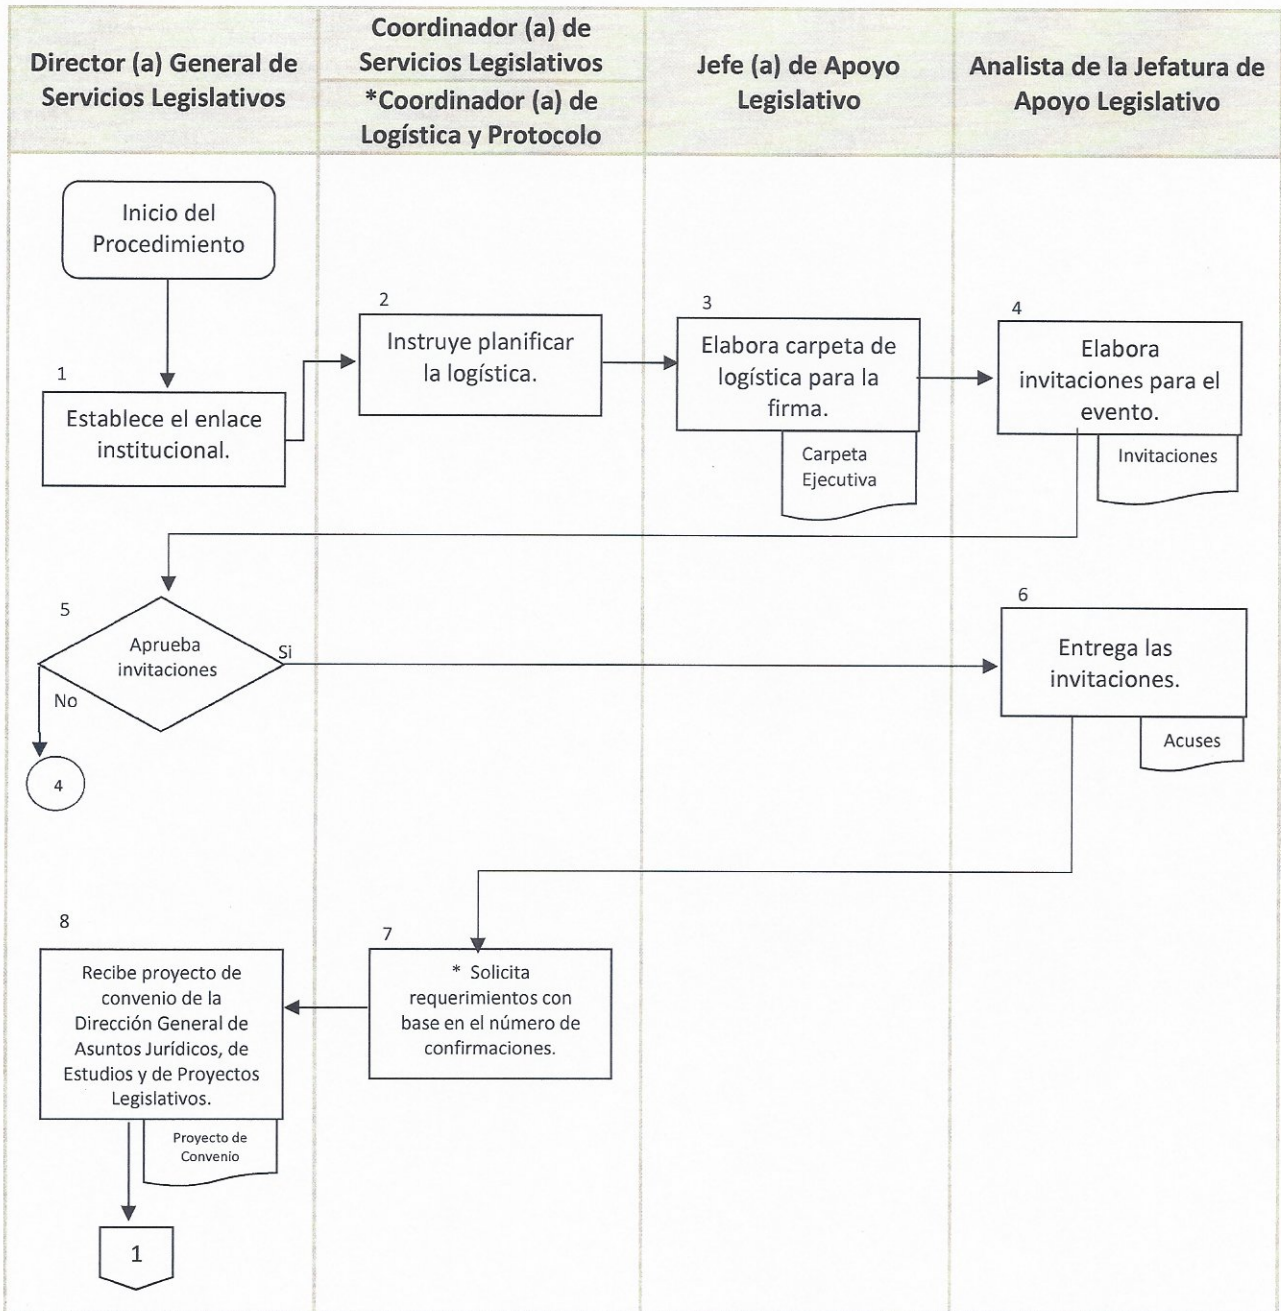 Director (a) General de
Servicios Legislativos
Coordinador (a) de
Servicios Legislativos
*Coordinador (a) de
Logística y Protocolo
Jefe (a) de Apoyo
Legislativo
Analista de la Jefatura de
Apoyo Legislativo
Inicio del
Procedimiento
1
Establece el enlace
institucional.
2
Instruye planificar
la logística.
3
Elabora carpeta de
logística para la
firma.
Carpeta
Ejecutiva
4
Elabora
invitaciones para el
evento.
Invitaciones
5
Aprueba
invitaciones
Si
No
4
6
Entrega las
invitaciones.
Acuses
7
* Solicita
requerimientos con
base en el número de
confirmaciones.
8
Recibe proyecto de
convenio de la
Dirección General de
Asuntos Jurídicos, de
Estudios y de Proyectos
Legislativos.
Proyecto de
Convenio
1